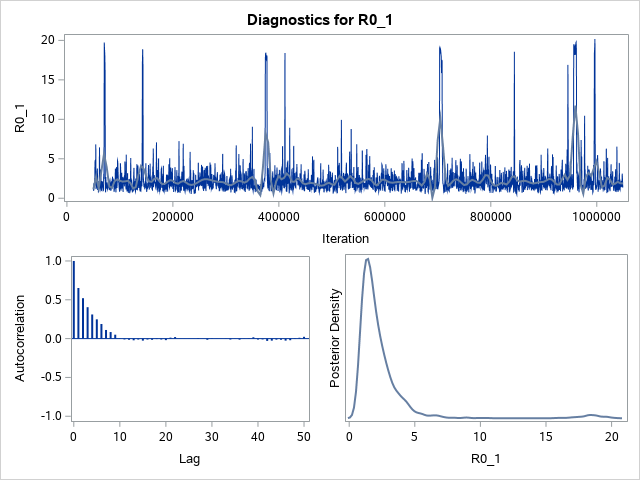 Diagnostics for R0_1
20
15
10
5
0
R0_1
0 200000 400000 600000 800000 1000000
Iteration
1.0
0.5
0.0
-0.5
-1.0
Autocorrelation
0 10 20 30 40 50
Lag
Posterior Density
0 5 10 15 20
R0_1